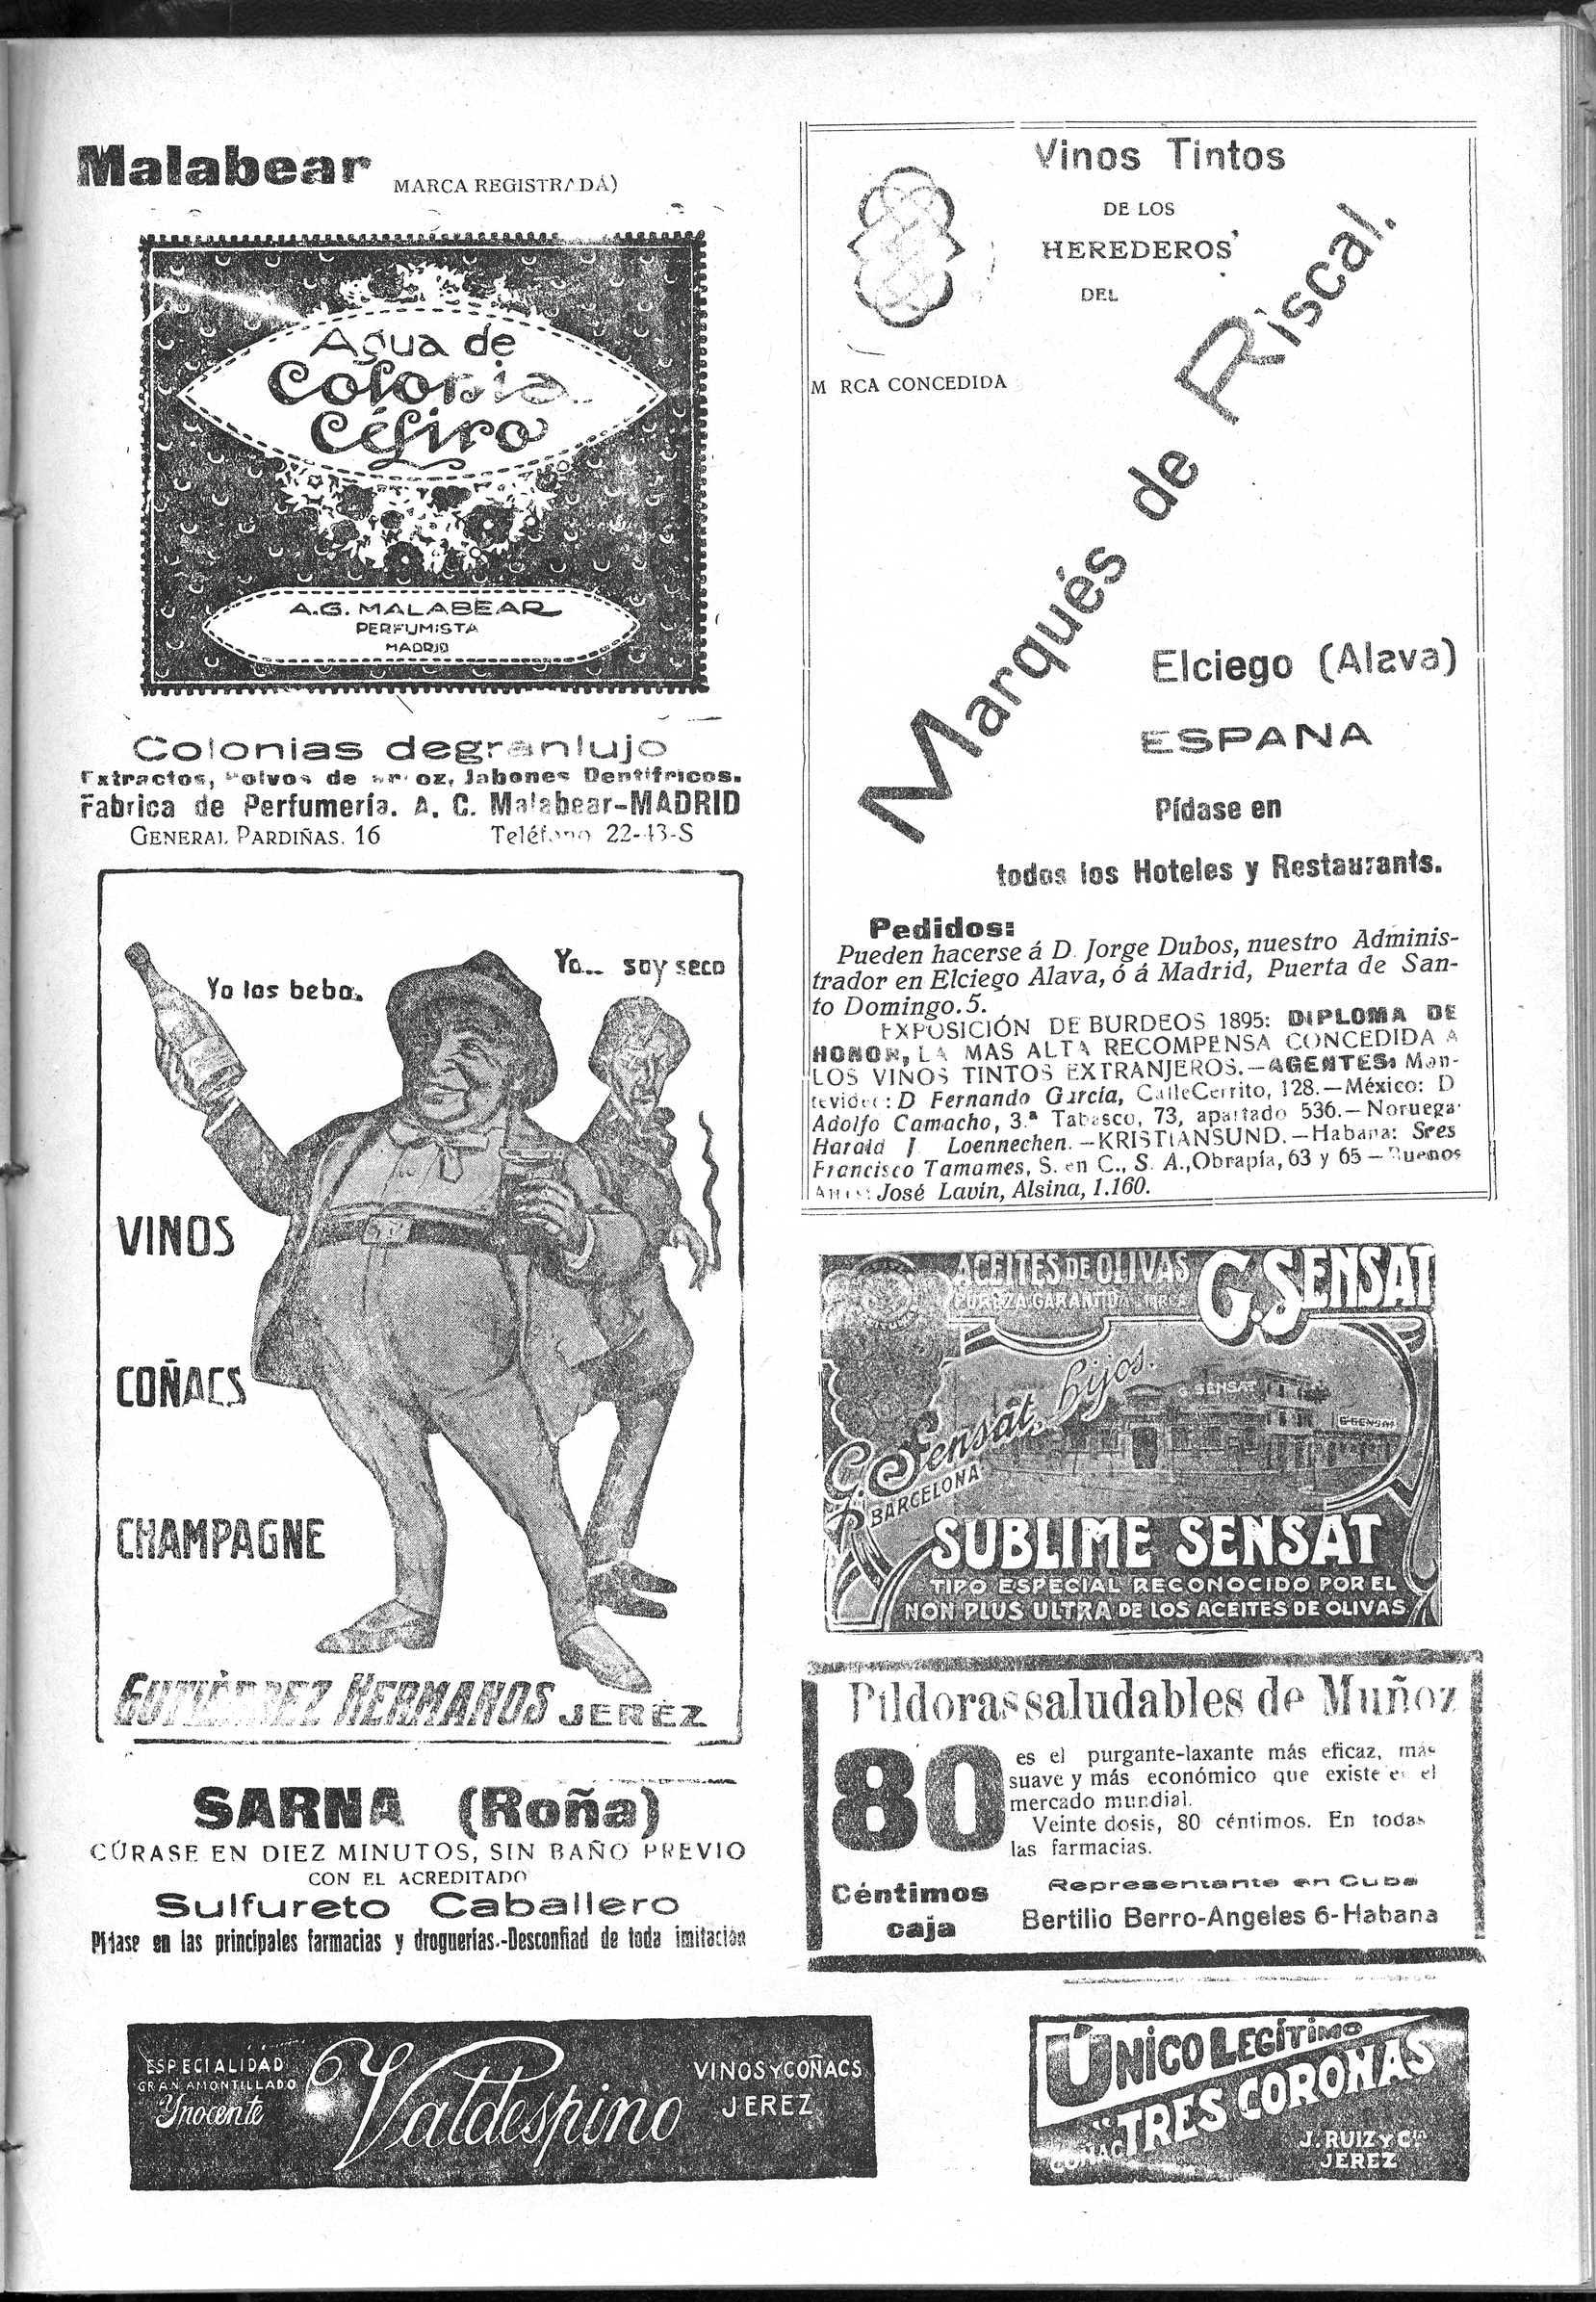 Malabear MARCA REGISTRADA)
Agua de
Colonia
Céfiro
A.G. MALABEAR
PERFUMISTA
MADRID
Colonias degranlujo
Extractos, Polvos de arroz, Jabones Dentífricos.
Fabrica de Perfumería. A. C. Malabear-MADRID
GENERAL PARDIÑAS, 16 Teléfono 22-43-S
Yo los bebo.
Yo... soy seco
VINOS
COÑACS
CHAMPAGNE
GUTIÉRREZ HERMANOS JEREZ
SARNA (Roña)
CÚRASE EN DIEZ MINUTOS, SIN BAÑO PREVIO
CON EL ACREDITADO
Sulfureto Caballero
Pídase en las principales farmacias y droguerías.-Desconfiad de toda imitación
Vinos Tintos
DE LOS
HEREDEROS
DEL
Marqués de Riscal.
M RCA CONCEDIDA
Elciego (Alava)
ESPANA
Pídase en
todos los Hoteles y Restaurants.
Pedidos:
Pueden hacerse á D. Jorge Dubos, nuestro Adminis-
trador en Elciego Alava, ó á Madrid, Puerta de San-
to Domingo. 5.
EXPOSICIÓN DE BURDEOS 1895: DIPLOMA DE
HONOR, LA MAS ALTA RECOMPENSA CONCEDIDA A
LOS VINOS TINTOS EXTRANJEROS.—AGENTES: Mon-
tevideo: D Fernando García, Calle Cerrito, 128.—México: D
Adolfo Camacho, 3.ª Tabasco, 73, apartado 536.—Noruega
Harald J Loennechen.—KRISTIANSUND.—Habana: Sres
Francisco Tamames, S. en C., S. A., Obrapía, 63 y 65—Buenos
Aires: José Lavín, Alsina, 1.160.
ACEITES DE OLIVAS G. SENSAT
PUREZA GARANTIDA MARCA
G. SENSAT
G. SENSAT
G. Sensat, hijos.
BARCELONA
SUBLIME SENSAT
TIPO ESPECIAL RECONOCIDO POR EL
NON PLUS ULTRA DE LOS ACEITES DE OLIVAS
Píldoras saludables de Muñoz
80
Céntimos
caja
es el purgante-laxante más eficaz, más
suave y más económico que existe en el
mercado mundial.
Veinte dosis, 80 céntimos. En todas
las farmacias.
Representante en Cuba
Bertilio Berro-Angeles 6-Habana
ESPECIALIDAD
GRAN AMONTILLADO
Ynocente
Valdespino
VINOS Y COÑACS
JEREZ
ÚNICO LEGÍTIMO
COÑAC "TRES CORONAS
J. RUIZ Y Cía
JEREZ